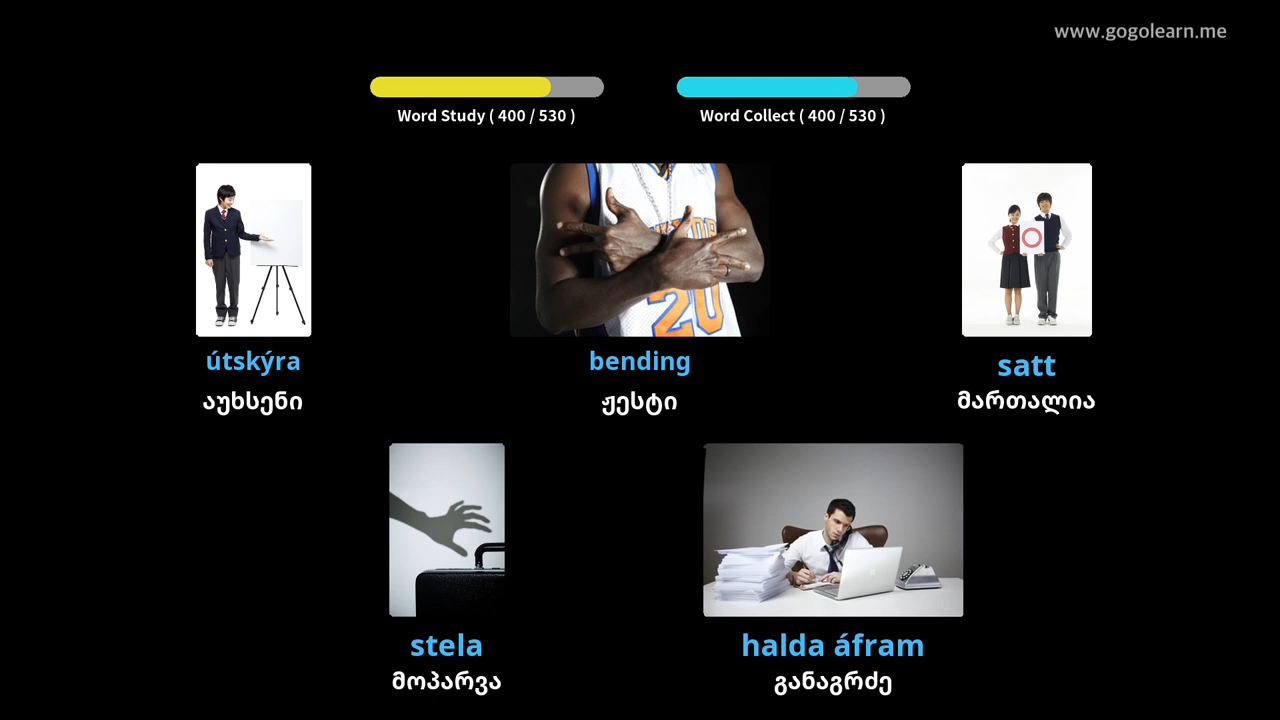 www.gogolearn.me
Word Study ( 400 / 530 )
Word Collect ( 400 / 530 )
20
útskýra
bending
satt
აუხსენი
ჟესტი
მართალია
stela
halda áfram
მოპარვა
განაგრძე